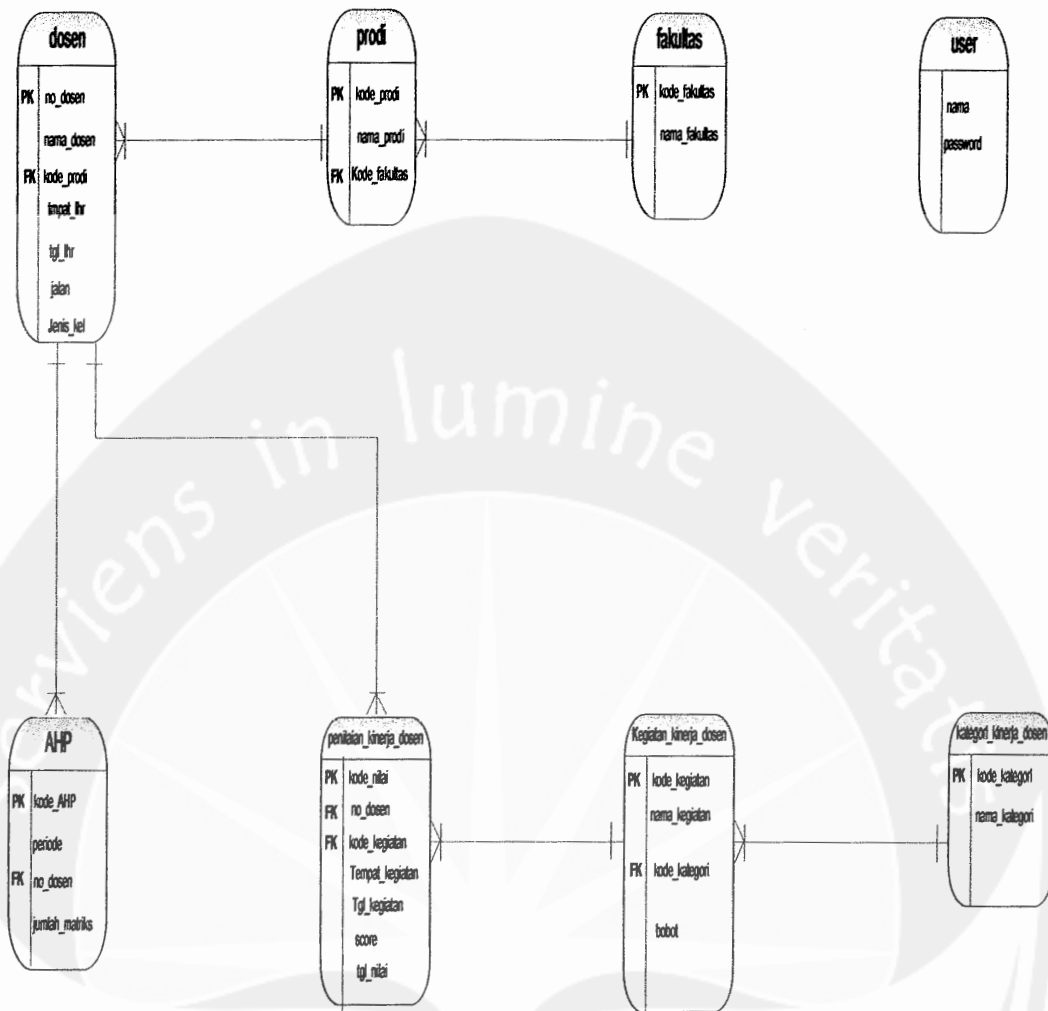 dosen
PK no_dosen
nama_dosen
FK kode_prodi
tmpat_lhr
tgl_lhr
jalan
Jenis_kel
prodi
PK kode_prodi
nama_prodi
FK Kode_fakultas
fakultas
PK kode_fakultas
nama_fakultas
user
nama
password
serviens in lumine veritatis
AHP
PK kode_AHP
periode
FK no_dosen
jumlah_matriks
penilaian_kinerja_dosen
PK kode_nilai
FK no_dosen
FK kode_kegiatan
Tempat_kegiatan
Tgl_kegiatan
score
tgl_nilai
Kegiatan_kinerja_dosen
PK kode_kegiatan
nama_kegiatan
FK kode_kategori
bobot
kategori_kinerja_dosen
PK kode_kategori
nama_kategori